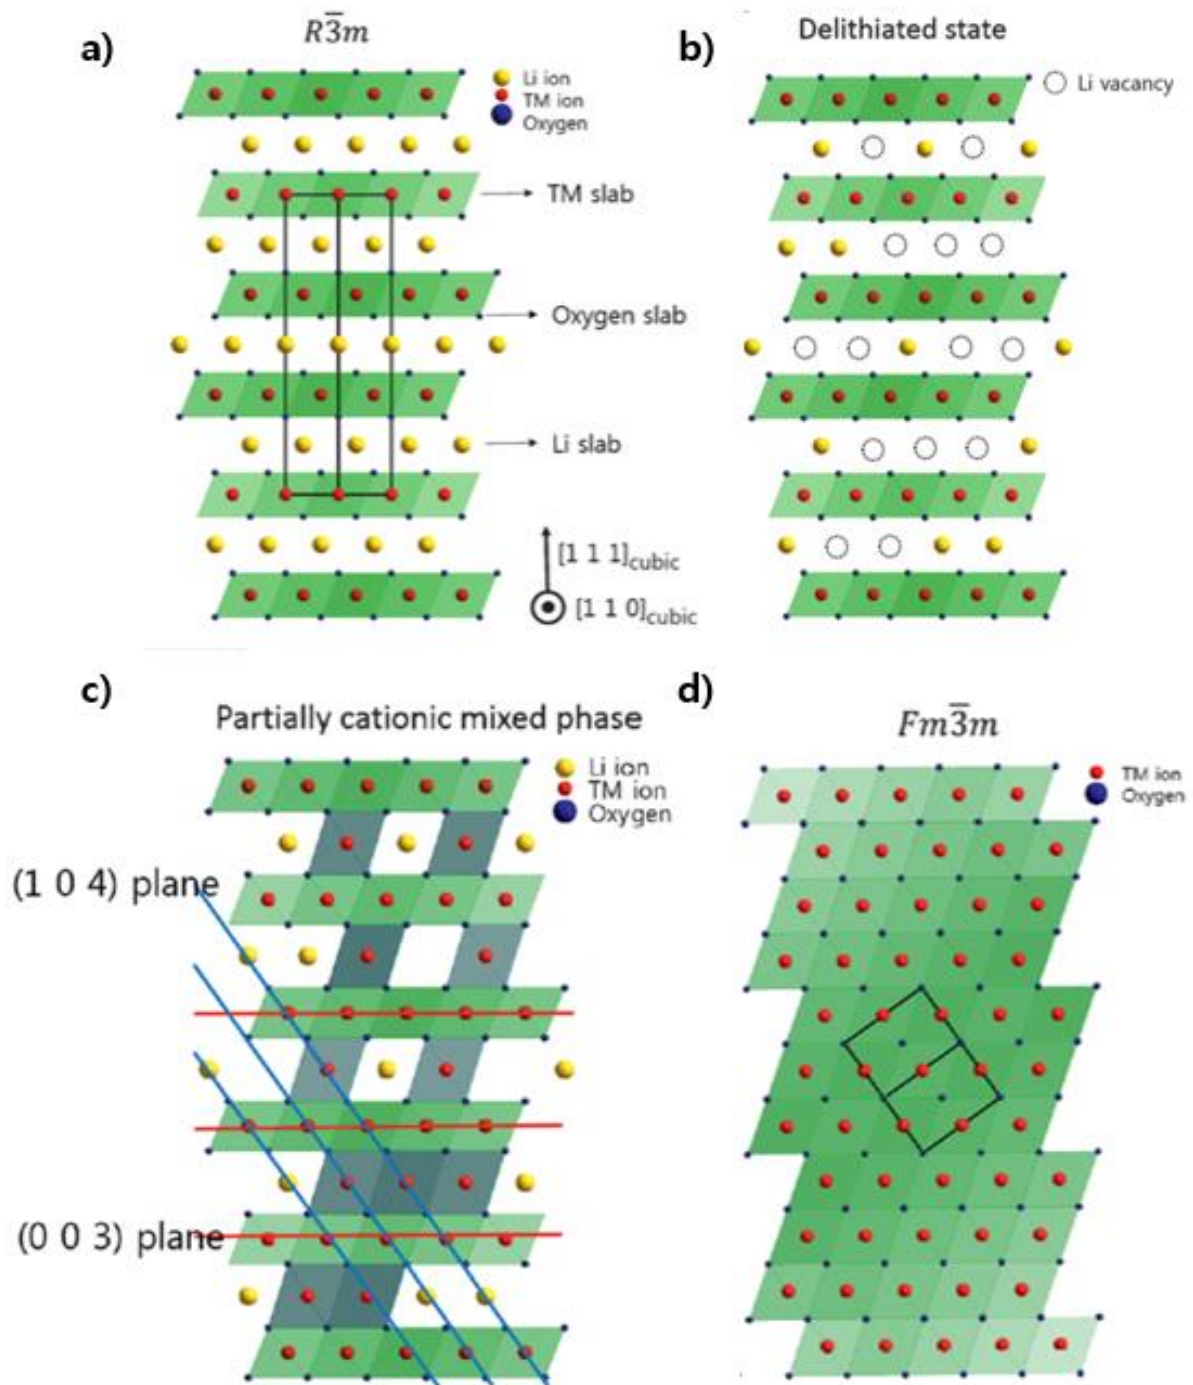 a)
R3̅m
Li ion
TM ion
Oxygen
TM slab
Oxygen slab
Li slab
[1 1 1]cubic
[1 1 0]cubic
b)
Delithiated state
Li vacancy
c)
Partially cationic mixed phase
Li ion
TM ion
Oxygen
(1 0 4) plane
(0 0 3) plane
d)
Fm3̅m
TM ion
Oxygen